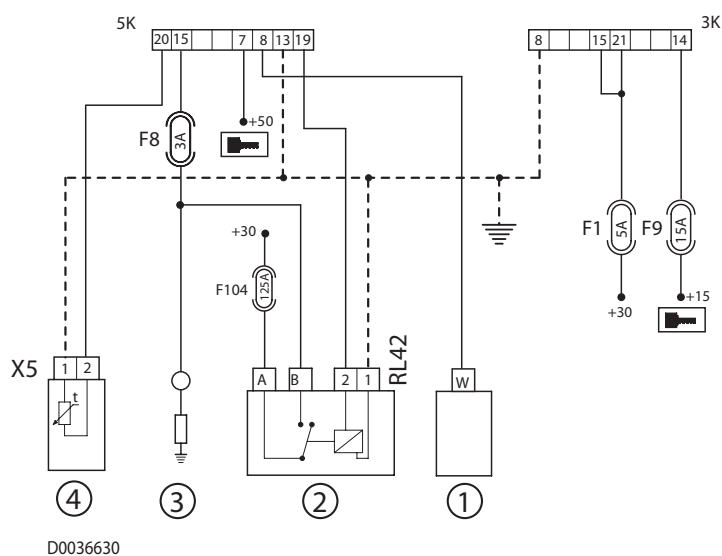 5K
3K
20 15 7 8 13 19
8 15 21 14
F8 3A
+50
+30
F104 125A
F1 5A
F9 15A
+30
+15
X5
1 2
t
A B 2 1
RL42
W
4 3 2 1
D0036630